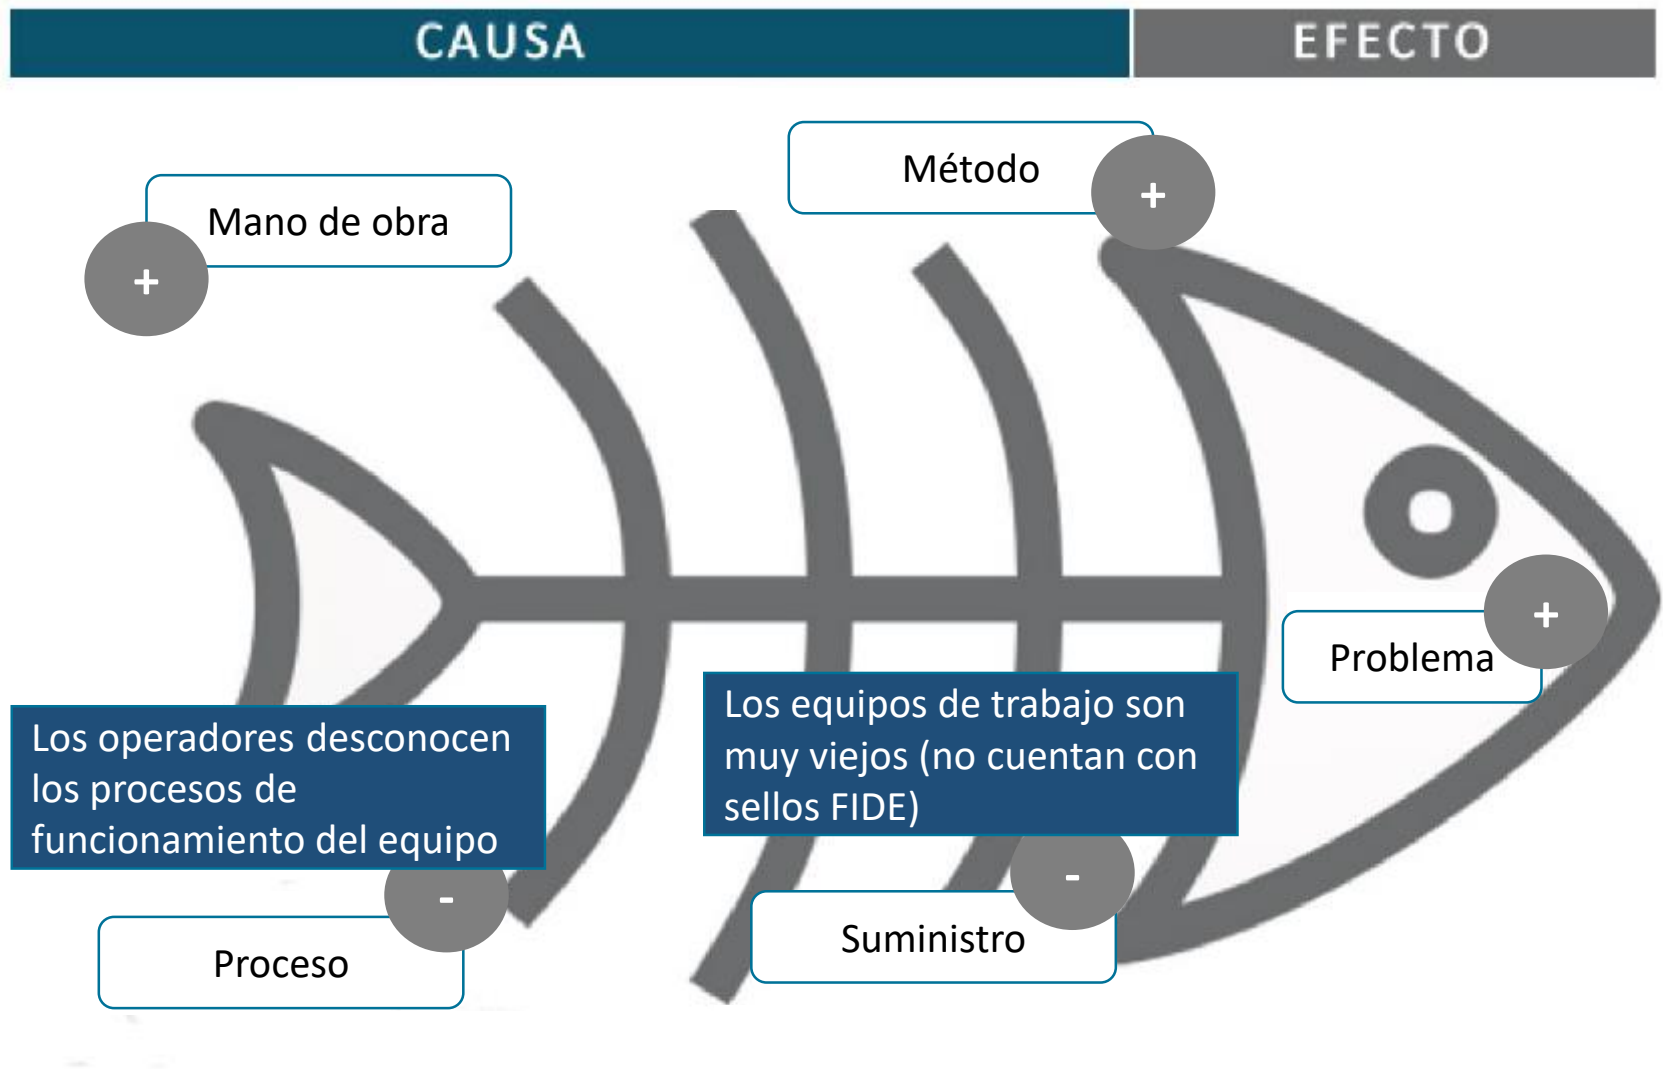 CAUSA
EFECTO
Método
+
Mano de obra
+
+
Problema
Los equipos de trabajo son
muy viejos (no cuentan con
sellos FIDE)
Los operadores desconocen
los procesos de
funcionamiento del equipo
-
Suministro
-
Proceso